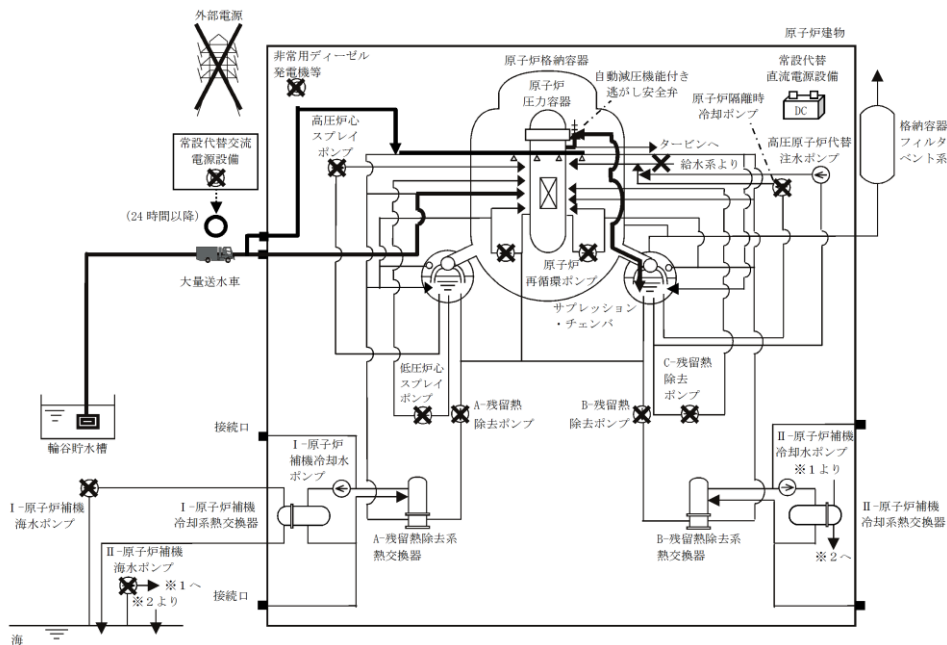 外部電源
原子炉建物
非常用ディーゼル
発電機等
原子炉格納容器
原子炉
圧力容器
自動減圧機能付き
逃がし安全弁
常設代替
直流電源設備
DC
原子炉隔離時
冷却ポンプ
高圧炉心
スプレイ
ポンプ
タービンへ
給水系より
高圧原子炉代替
注水ポンプ
格納容器
フィルタ
ベント系
常設代替交流
電源設備
(24時間以降)
大量送水車
原子炉
再循環ポンプ
サプレッション
・チェンバ
低圧炉心
スプレイ
ポンプ
A-残留熱
除去ポンプ
B-残留熱
除去ポンプ
C-残留熱
除去
ポンプ
輪谷貯水槽
接続口
Ⅰ-原子炉
補機冷却水
ポンプ
Ⅱ-原子炉補機
冷却水ポンプ
※1より
Ⅰ-原子炉補機
海水ポンプ
Ⅰ-原子炉補機
冷却系熱交換器
A-残留熱除去系
熱交換器
B-残留熱除去系
熱交換器
Ⅱ-原子炉補機
冷却系熱交換器
※2へ
Ⅱ-原子炉補機
海水ポンプ
※1へ
※2より
接続口
海